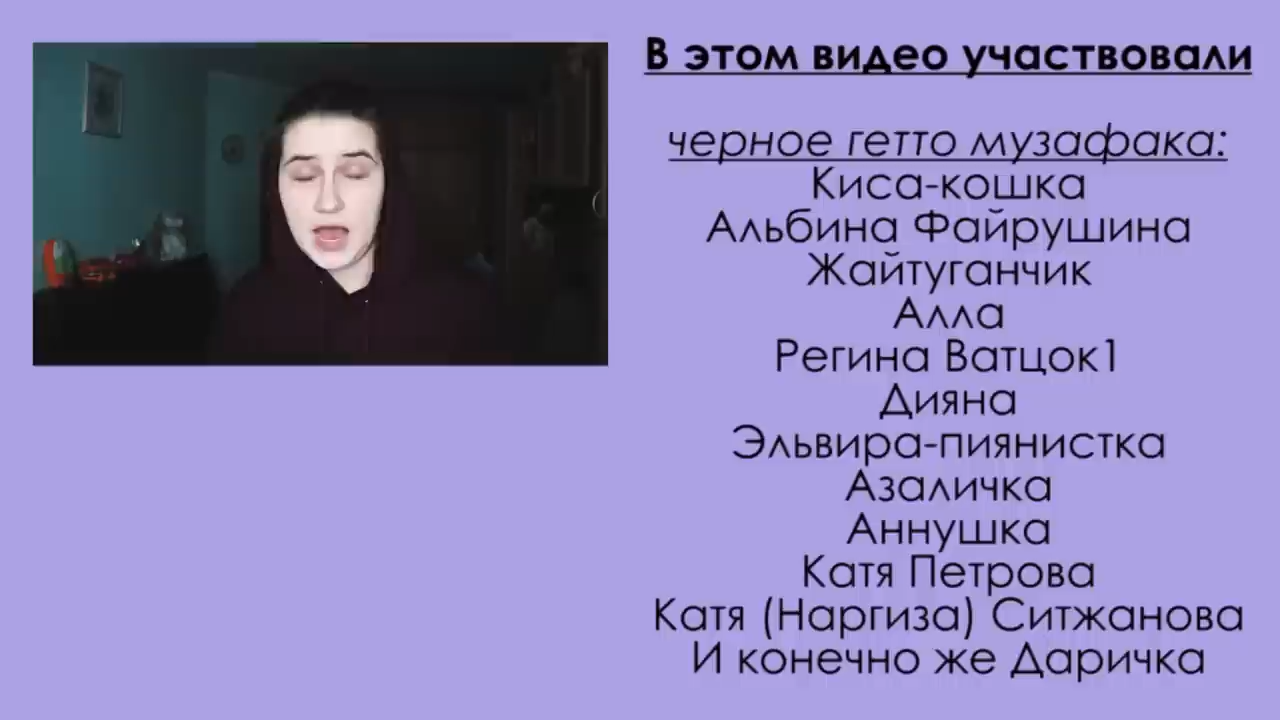 В этом видео участвовали
черное гетто музафака:
Киса-кошка
Альбина Файрушина
Жайтуганчик
Алла
Регина Ватцок1
Дияна
Эльвира-пиянистка
Азаличка
Аннушка
Катя Петрова
Катя (Наргиза) Ситжанова
И конечно же Даричка